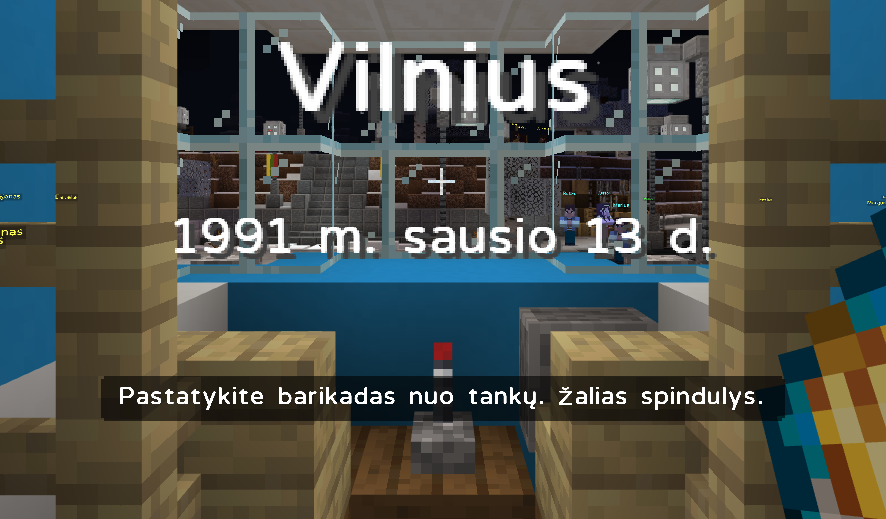 Vilnius
1991 m. sausio 13 d.
Pastatykite barikadas nuo tankų. Žalias spindulys.